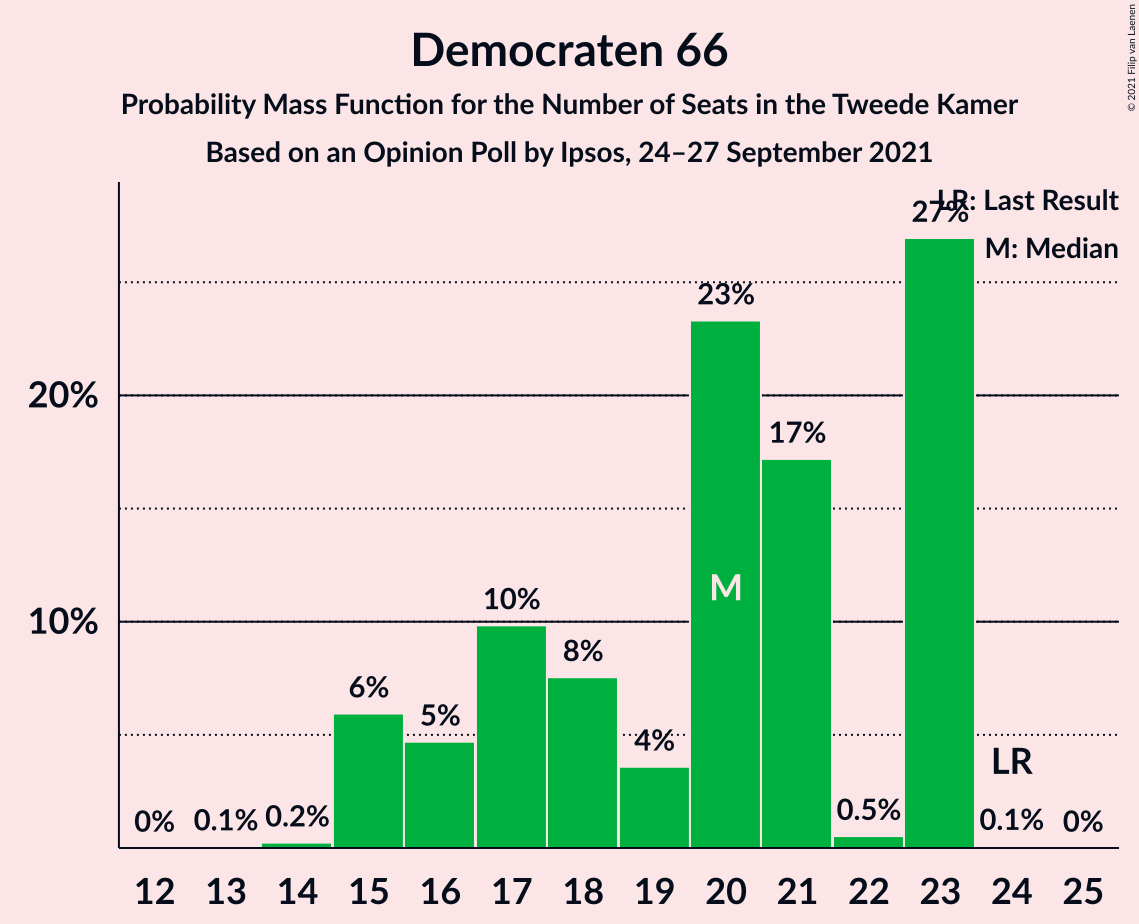 Democraten 66
Probability Mass Function for the Number of Seats in the Tweede Kamer
Based on an Opinion Poll by Ipsos, 24–27 September 2021
© 2021 Filip van Laenen
LR: Last Result
M: Median
27%
23%
20%
17%
M
10%
10%
8%
6%
5%
4%
LR
0% 0.1% 0.2% 0.5% 0.1% 0%
12 13 14 15 16 17 18 19 20 21 22 23 24 25